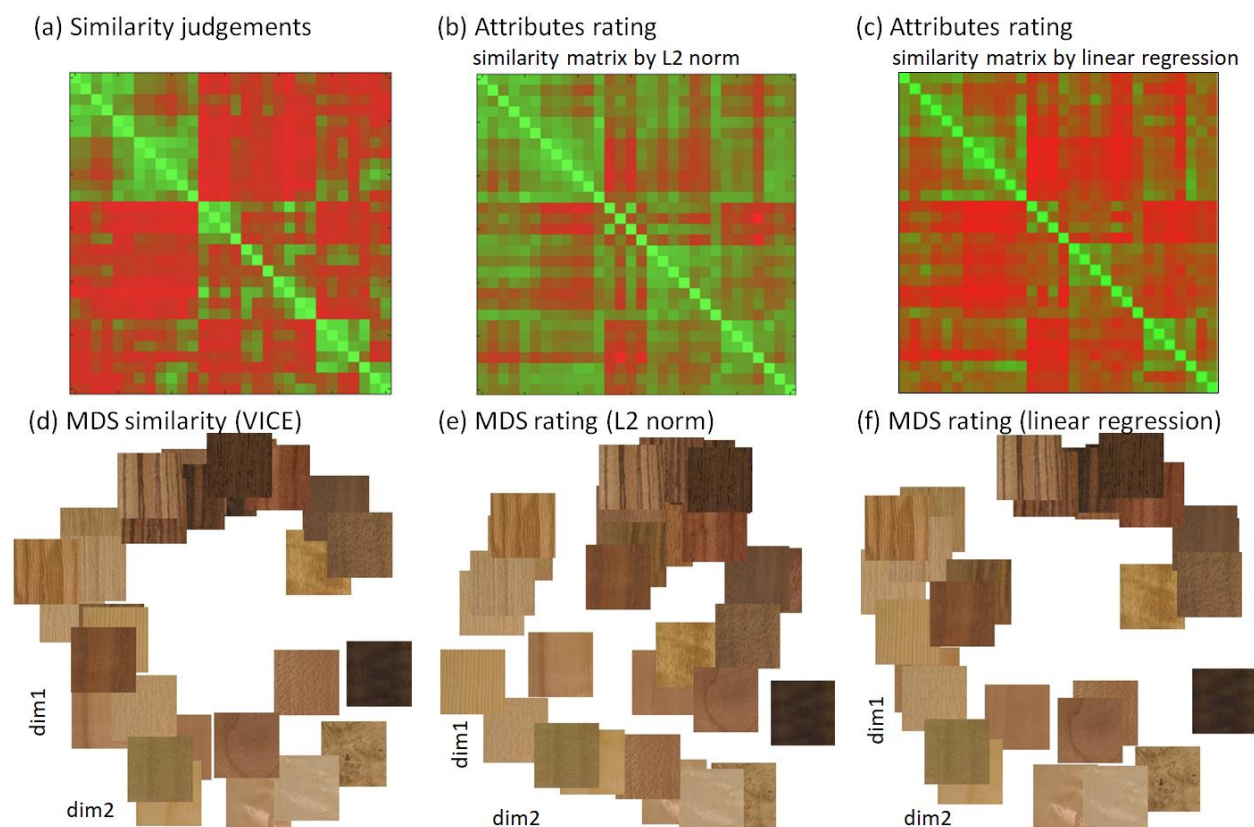 (a) Similarity judgements
(b) Attributes rating
similarity matrix by L2 norm
(c) Attributes rating
similarity matrix by linear regression
(d) MDS similarity (VICE)
(e) MDS rating (L2 norm)
(f) MDS rating (linear regression)
dim1
dim2
dim1
dim2
dim1
dim2